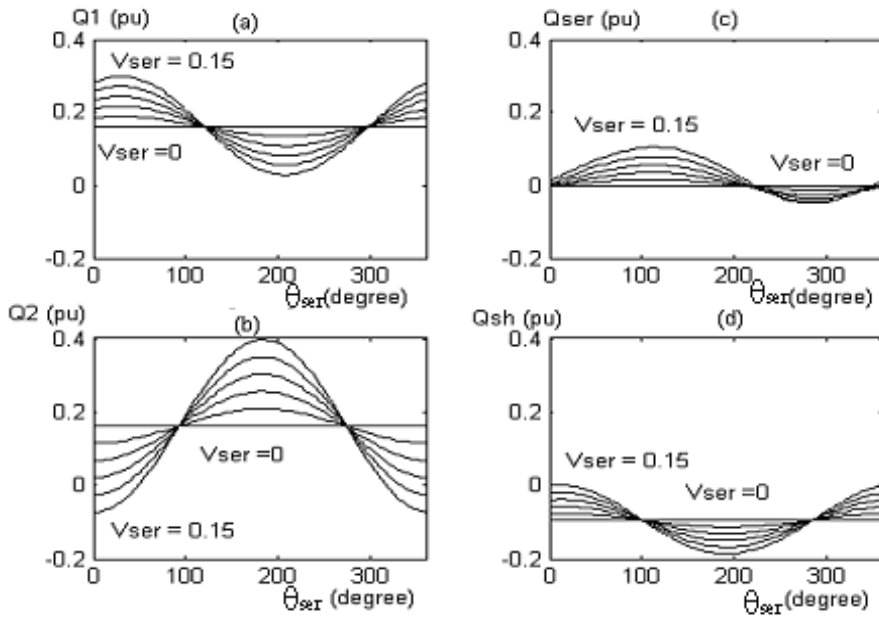 Q1 (pu) (a)
0.4
Vser = 0.15
0.2
Vser =0
0
-0.2
0 100 200 300
θser(degree)
Qser (pu) (c)
0.4
0.2
Vser = 0.15
Vser =0
0
-0.2
0 100 200 300
θser(degree)
Q2 (pu) (b)
0.4
0.2
Vser =0
0
Vser = 0.15
-0.2
0 100 200 300
θser (degree)
Qsh (pu) (d)
0.4
0.2
Vser = 0.15
Vser=0
0
-0.2
0 100 200 300
θser (degree)